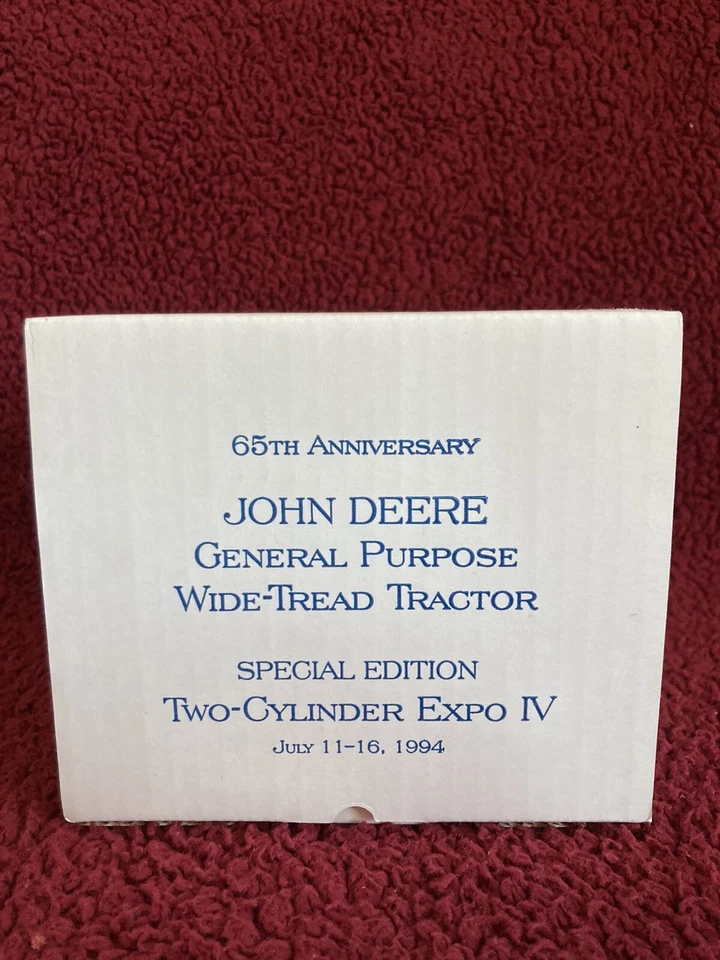 65TH ANNIVERSARY
JOHN DEERE
GENERAL PURPOSE
WIDE-TREAD TRACTOR
SPECIAL EDITION
TWO-CYLINDER EXPO IV
JULY 11-16, 1994